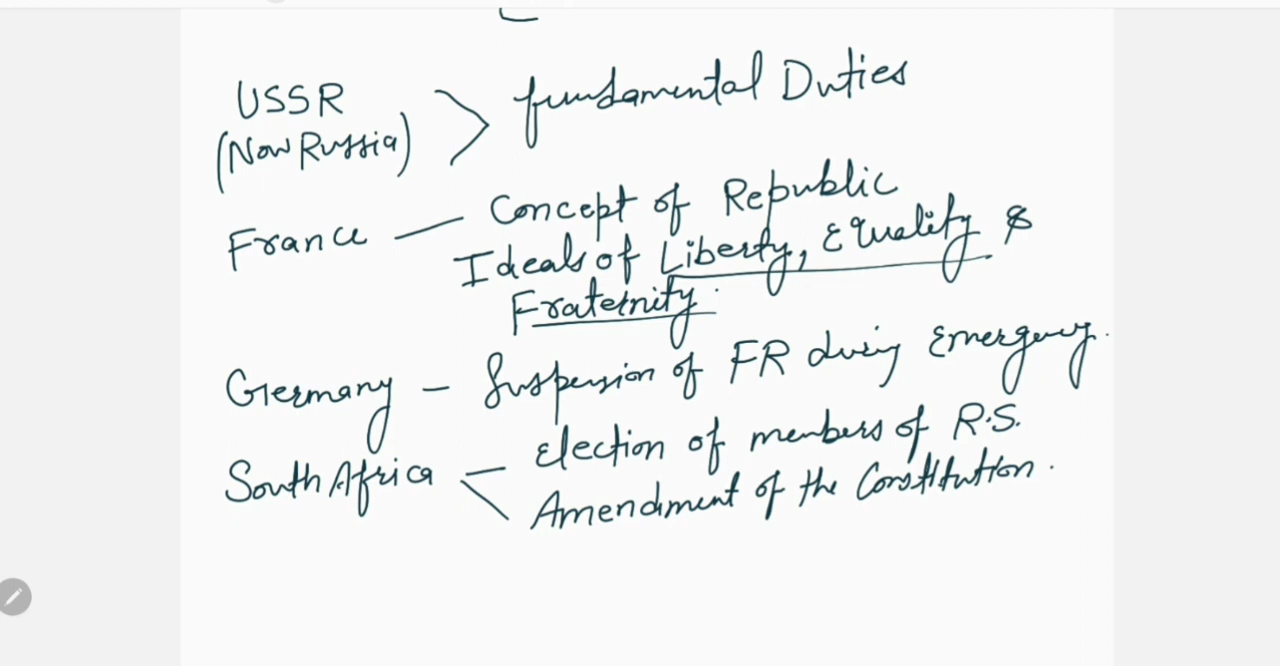 USSR
(Now Russia) > fundamental Duties
France — Concept of Republic
Ideals of Liberty, Equality &
Fraternity.
Germany - Suspension of FR during Emergency.
South Africa — Election of members of R.S.
Amendment of the Constitution.